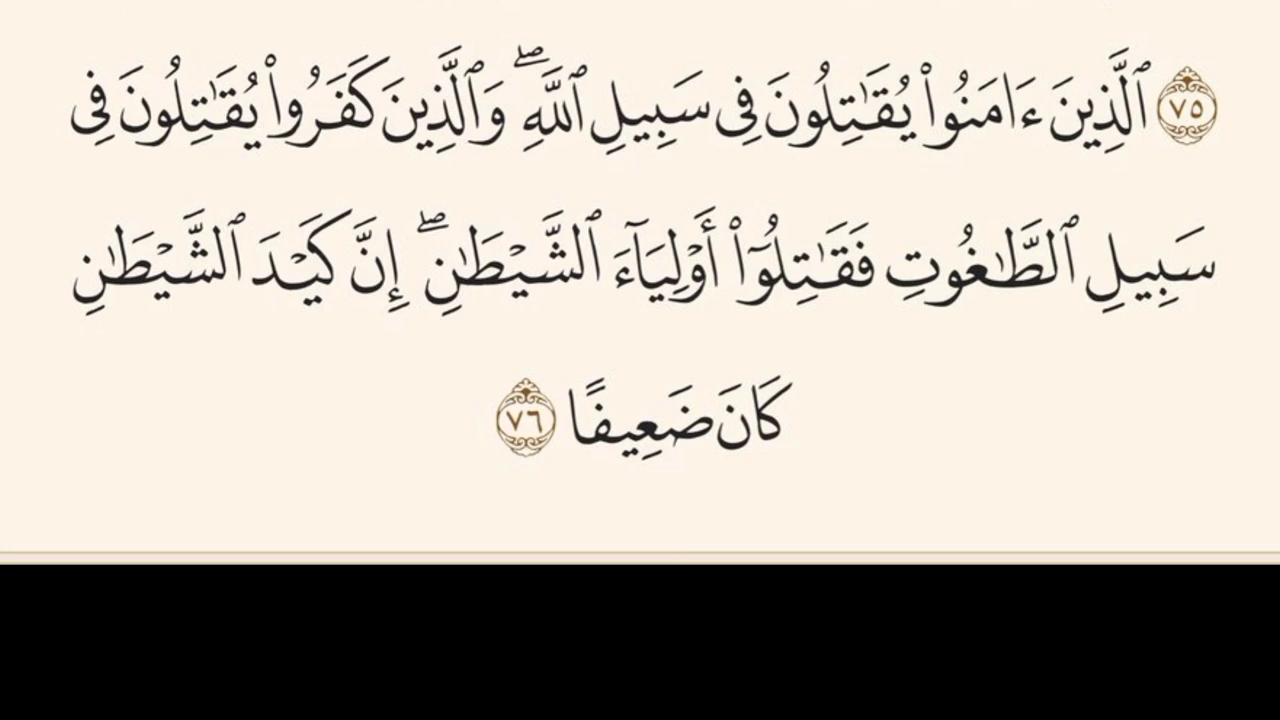 ٧٥ ٱلَّذِينَ ءَامَنُوا۟ يُقَـٰتِلُونَ فِى سَبِيلِ ٱللَّهِ ۖ وَٱلَّذِينَ كَفَرُوا۟ يُقَـٰتِلُونَ فِى
سَبِيلِ ٱلطَّـٰغُوتِ فَقَـٰتِلُوٓا۟ أَوْلِيَآءَ ٱلشَّيْطَـٰنِ ۖ إِنَّ كَيْدَ ٱلشَّيْطَـٰنِ
كَانَ ضَعِيفًا ٧٦